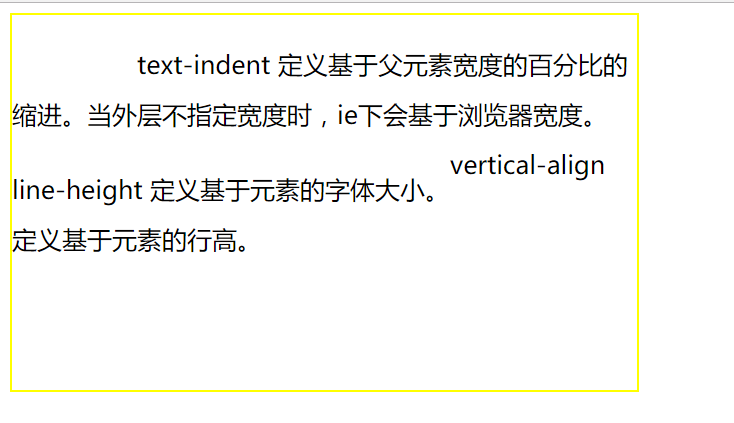 text-indent 定义基于父元素宽度的百分比的
缩进。当外层不指定宽度时，ie下会基于浏览器宽度。
line-height 定义基于元素的字体大小。vertical-align
定义基于元素的行高。